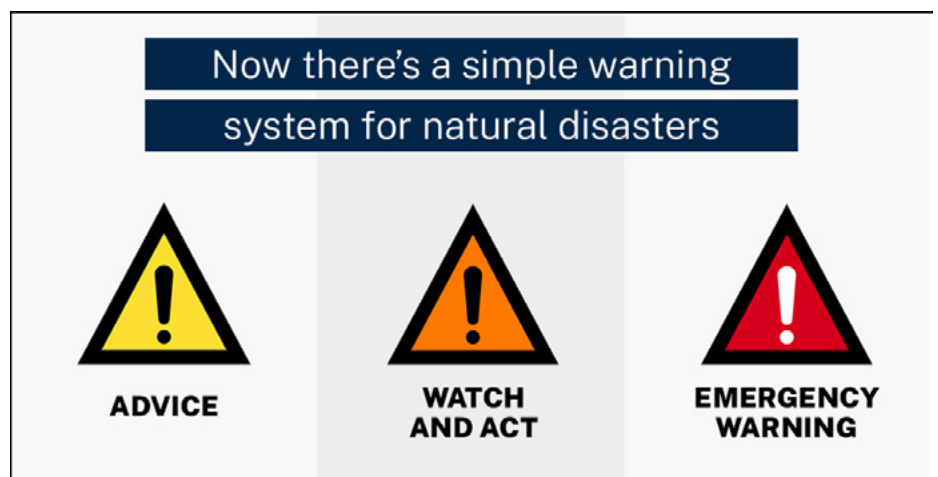 Now there’s a simple warning
system for natural disasters
ADVICE
WATCH
AND ACT
EMERGENCY
WARNING